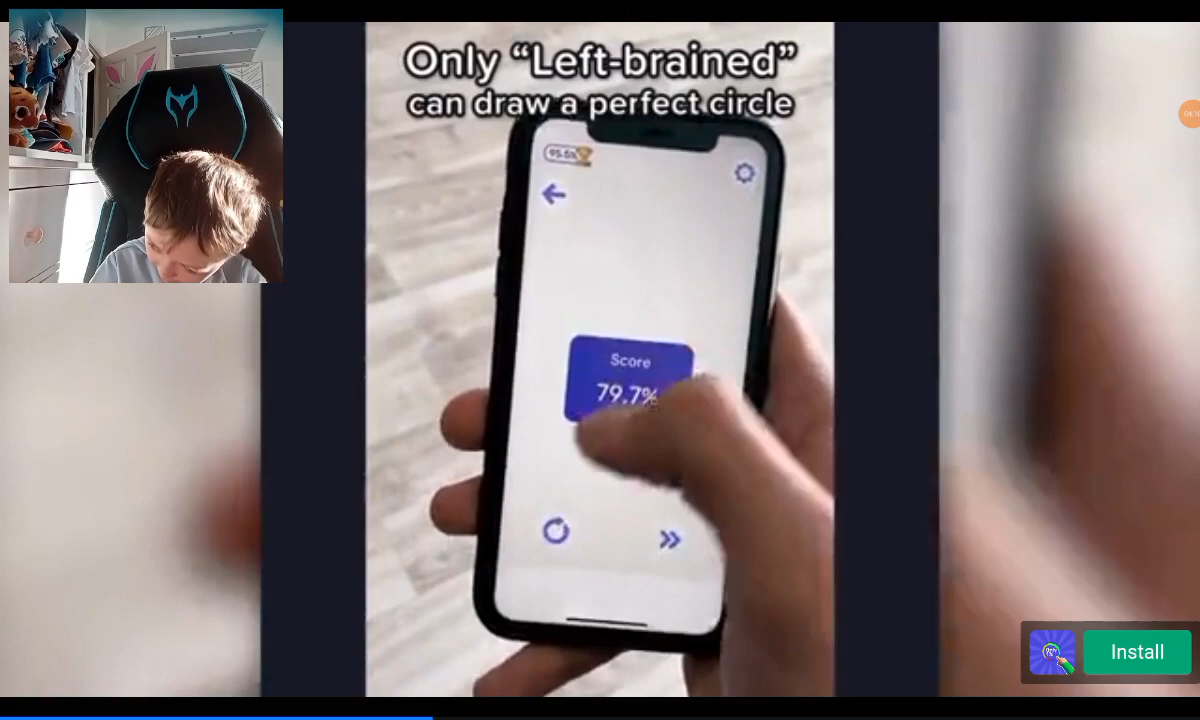 Only “Left-brained”
can draw a perfect circle
95.5%
Score
79.7%
Install